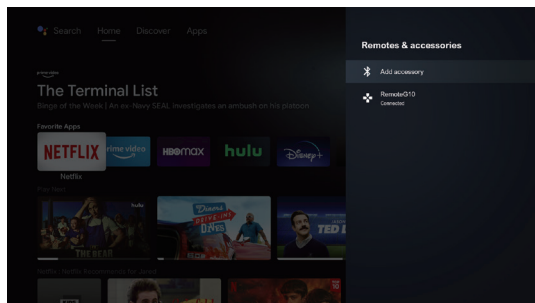 Search Home Discover Apps
prime video
The Terminal List
Binge of the Week | An ex-Navy SEAL investigates an ambush on his platoon
Favorite Apps
NETFLIX
prime video
HBOMAX
hulu
Disney+
Netflix
hulu
THE BEAR
Diners
DRIVE-INS
TED L
Remotes & accessories
Add accessory
RemoteG10
Connected